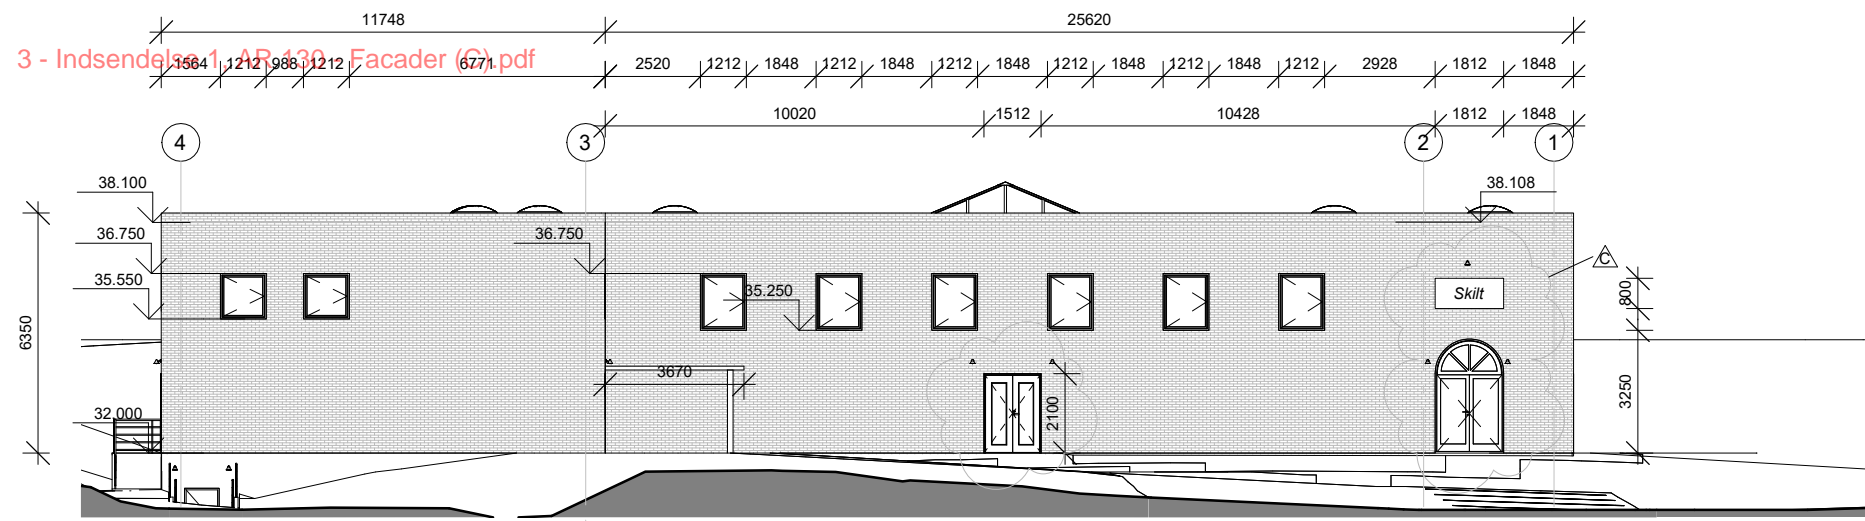 11748 25620
3 - Indsendelse 1, AR-130 - Facader (C).pdf
1564 1212 988 1212 6771 2520 1212 1848 1212 1848 1212 1848 1212 1848 1212 1848 1212 2928 1812 1848
10020 1512 10428 1812 1848
4 3 2 1
38.100 38.108
36.750 36.750
C
35.550 35.250 Skilt 800
6350
3670
2100 3250
32.000